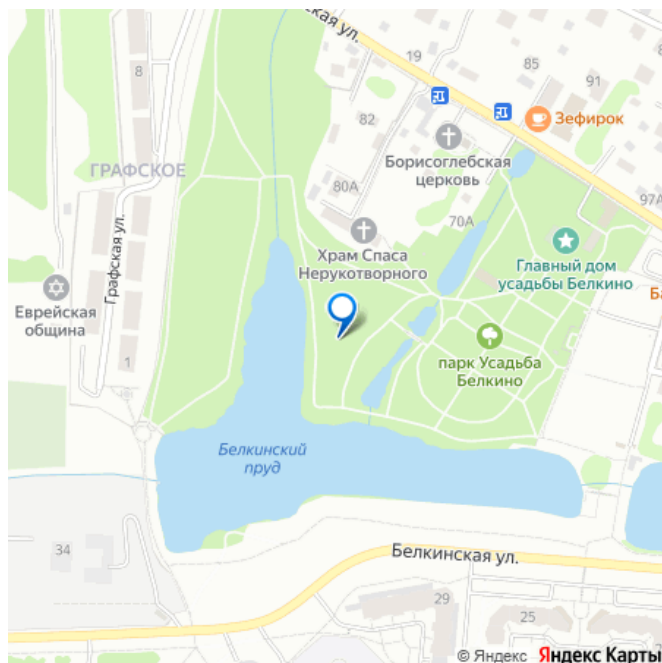 ская ул.
19
85
91
8
82
Зефирок
Борисоглебская
церковь
ГРАФСКОЕ
80А
97А
70А
Храм Спаса
Нерукотворного
Главный дом
усадьбы Белкино
Графская ул.
Еврейская
община
Ба
1
парк Усадьба
Белкино
Белкинский
пруд
34
Белкинская ул.
29
25
© Яндекс Яндекс Карты